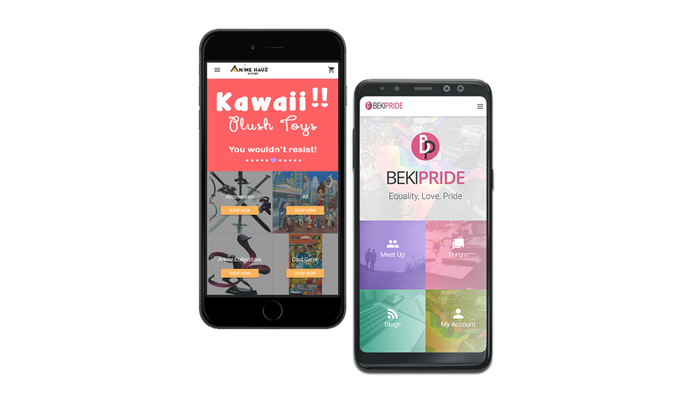 ANIME HAUZ
Kawaii!!
Plush Toys
You wouldn't resist!
Accessories
SHOP NOW
All
SHOP NOW
Anime Collectibles
SHOP NOW
Card Game
SHOP NOW
BEKIPRIDE
BP
BEKIPRIDE
Equality, Love, Pride
Meet Up
Forum
Blogs
My Account